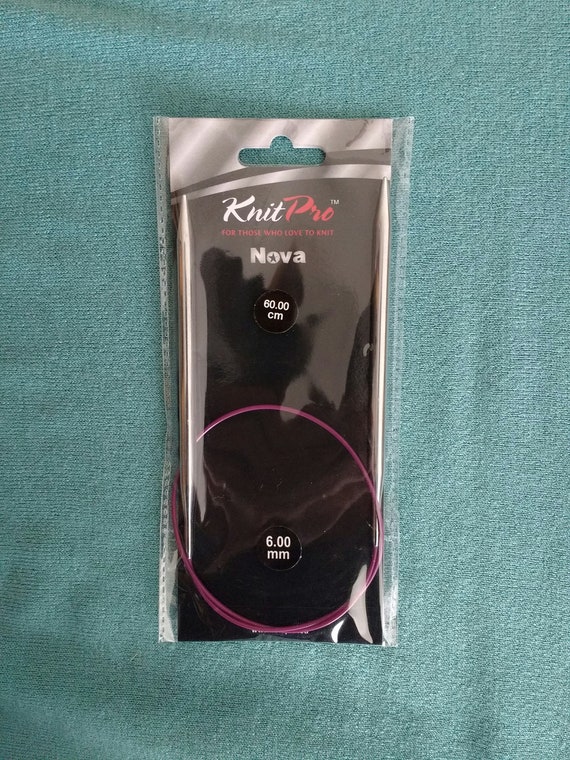 KnitPro™
FOR THOSE WHO LOVE TO KNIT
Nova
60.00
cm
6.00
mm